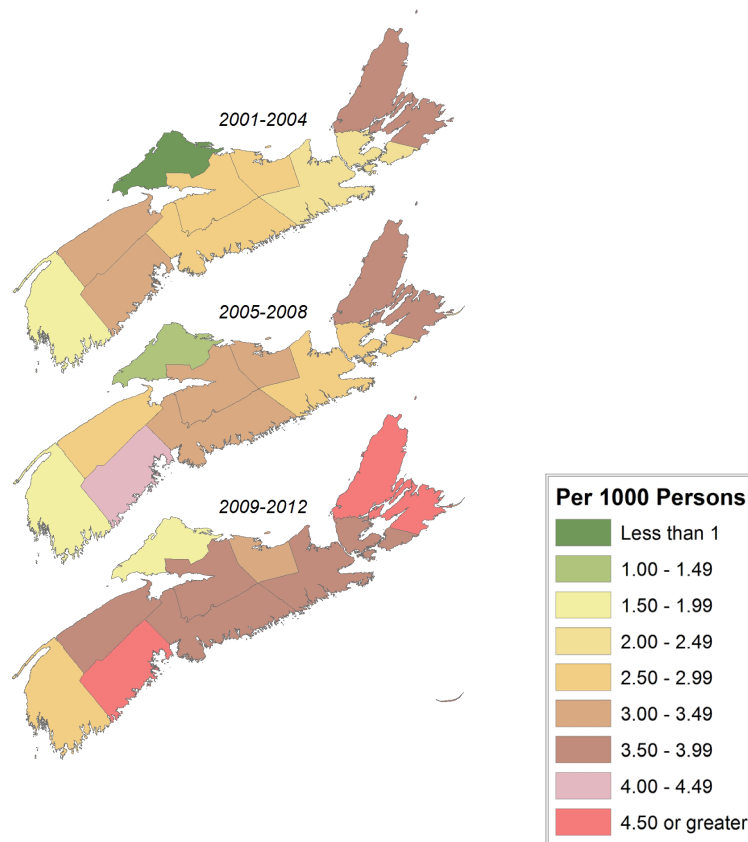 2001-2004
2005-2008
2009-2012
Per 1000 Persons
Less than 1
1.00 - 1.49
1.50 - 1.99
2.00 - 2.49
2.50 - 2.99
3.00 - 3.49
3.50 - 3.99
4.00 - 4.49
4.50 or greater